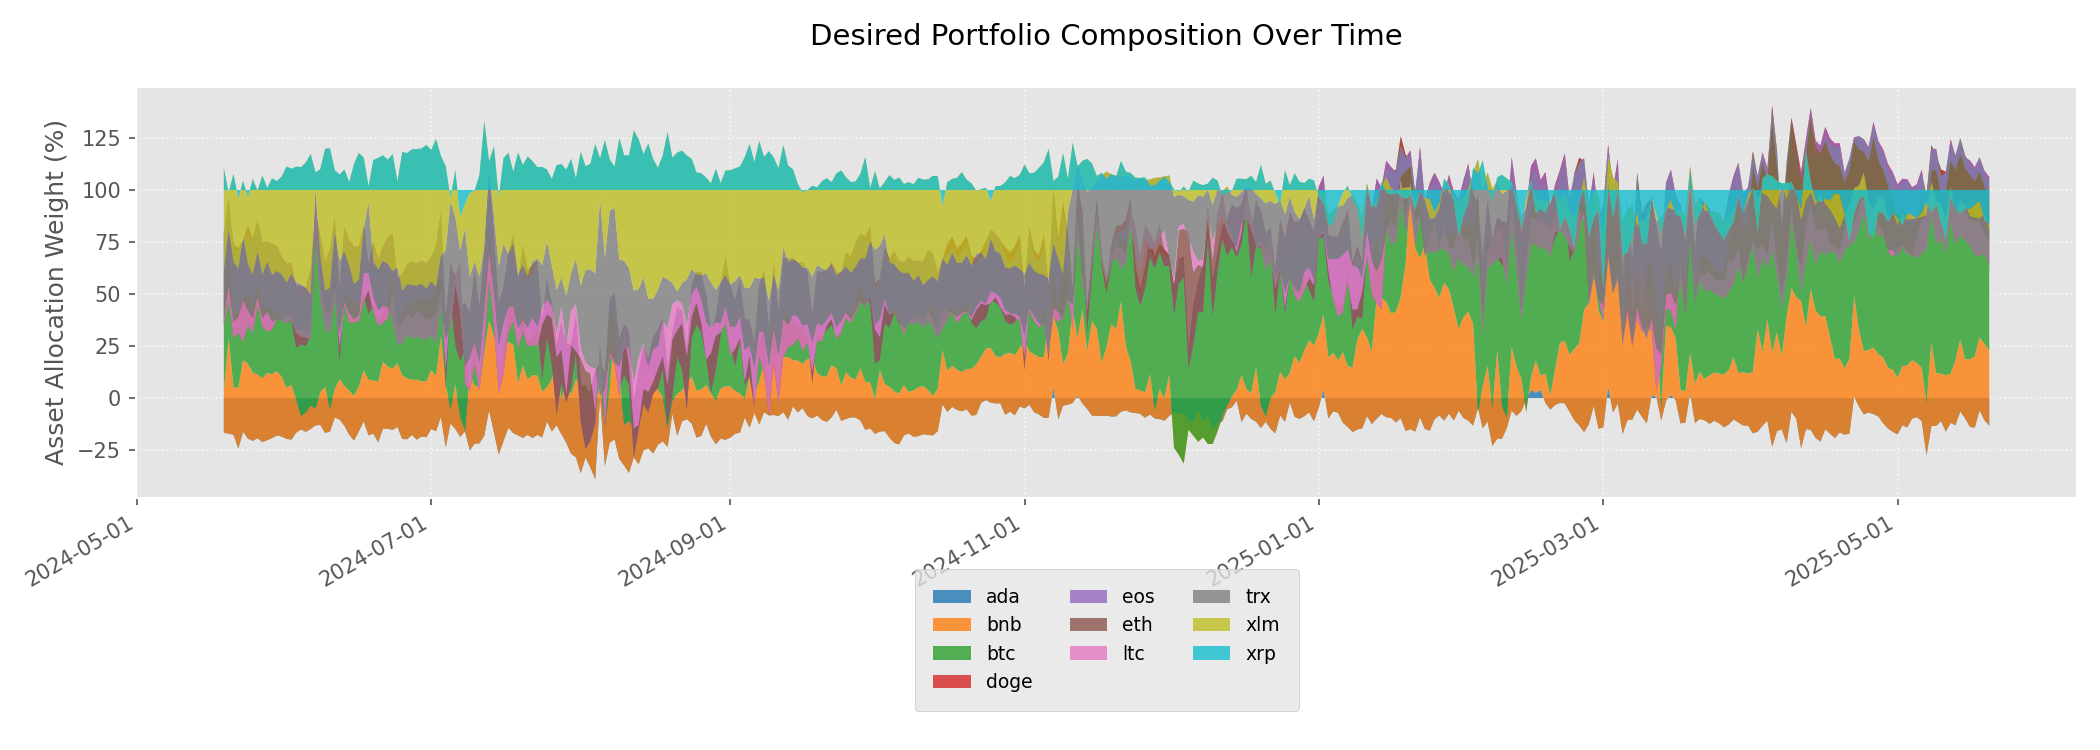 Desired Portfolio Composition Over Time
Asset Allocation Weight (%)
125
100
75
50
25
0
−25
2024-05-01
2024-07-01
2024-09-01
2024-11-01
2025-01-01
2025-03-01
2025-05-01
ada
bnb
btc
doge
eos
eth
ltc
trx
xlm
xrp